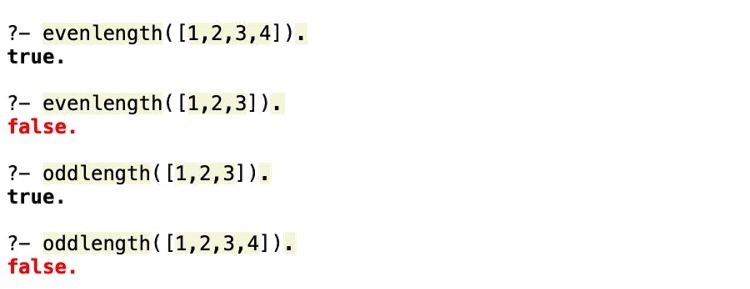 ?- evenlength([1,2,3,4]).
true.
?- evenlength([1,2,3]).
false.
?- oddlength([1,2,3]).
true.
?- oddlength([1,2,3,4]).
false.